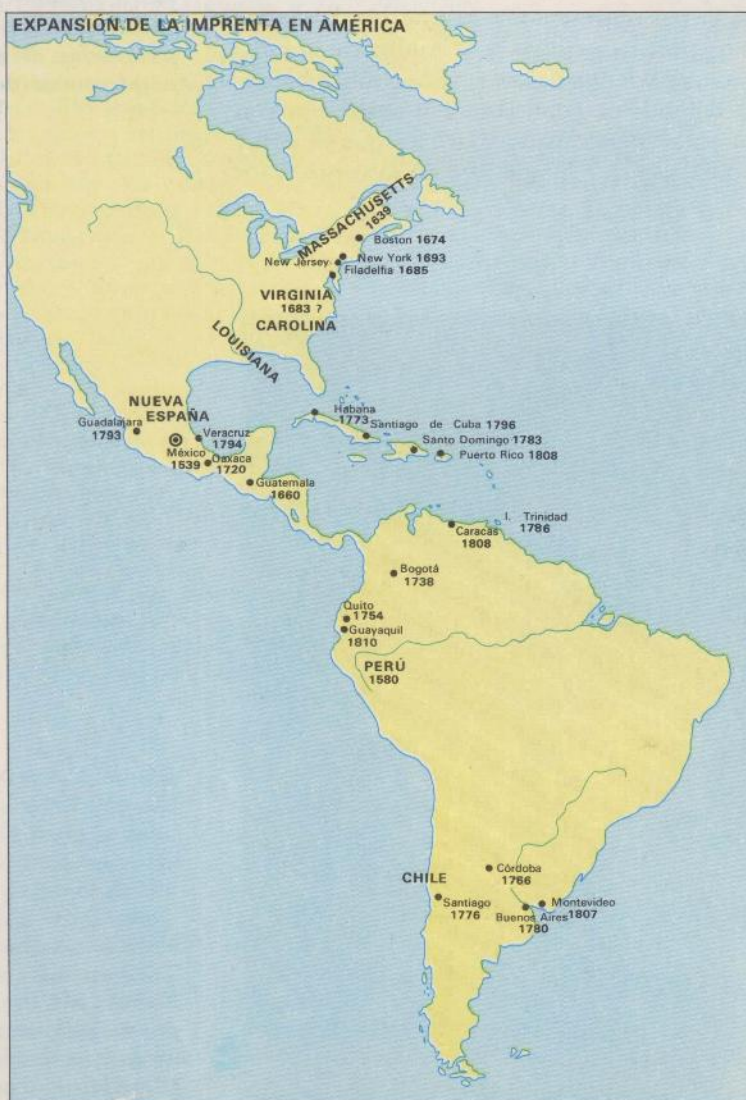 EXPANSIÓN DE LA IMPRENTA EN AMÉRICA
MASSACHUSETTS
1639
Boston 1674
New Jersey
New York 1693
Filadelfia 1685
VIRGINIA
1683 ?
CAROLINA
LOUISIANA
NUEVA
ESPAÑA
Guadalajara
1793
Veracruz
1794
México
1539
Oaxaca
1720
Guatemala
1660
Habana
1773
Santiago de Cuba 1796
Santo Domingo 1783
Puerto Rico 1808
I. Trinidad
1786
Caracas
1808
Bogotá
1738
Quito
1754
Guayaquil
1810
PERÚ
1580
CHILE
Córdoba
1766
Santiago
1776
Montevideo
1807
Buenos Aires
1780